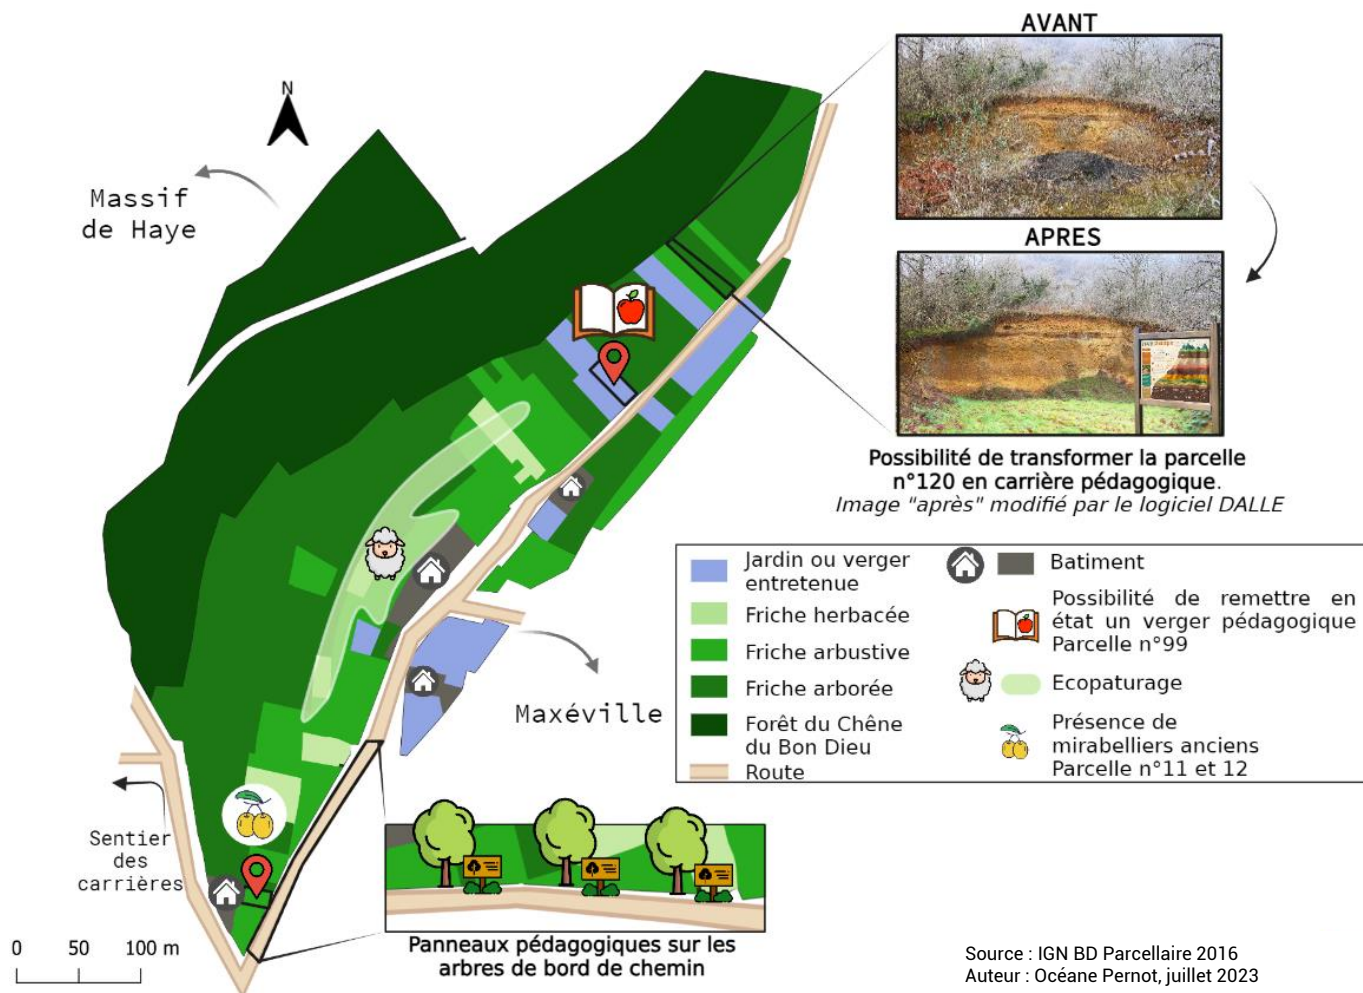 AVANT
N
Massif
de Haye
APRES
Possibilité de transformer la parcelle
n°120 en carrière pédagogique.
Image "après" modifié par le logiciel DALLE
Jardin ou verger
entretenue
Friche herbacée
Friche arbustive
Friche arborée
Forêt du Chêne
du Bon Dieu
Route
Batiment
Possibilité de remettre en
état un verger pédagogique
Parcelle n°99
Ecopaturage
Présence de
mirabelliers anciens
Parcelle n°11 et 12
Maxéville
Sentier
des
carrières
0 50 100 m
Panneaux pédagogiques sur les
arbres de bord de chemin
Source : IGN BD Parcellaire 2016
Auteur : Océane Pernot, juillet 2023